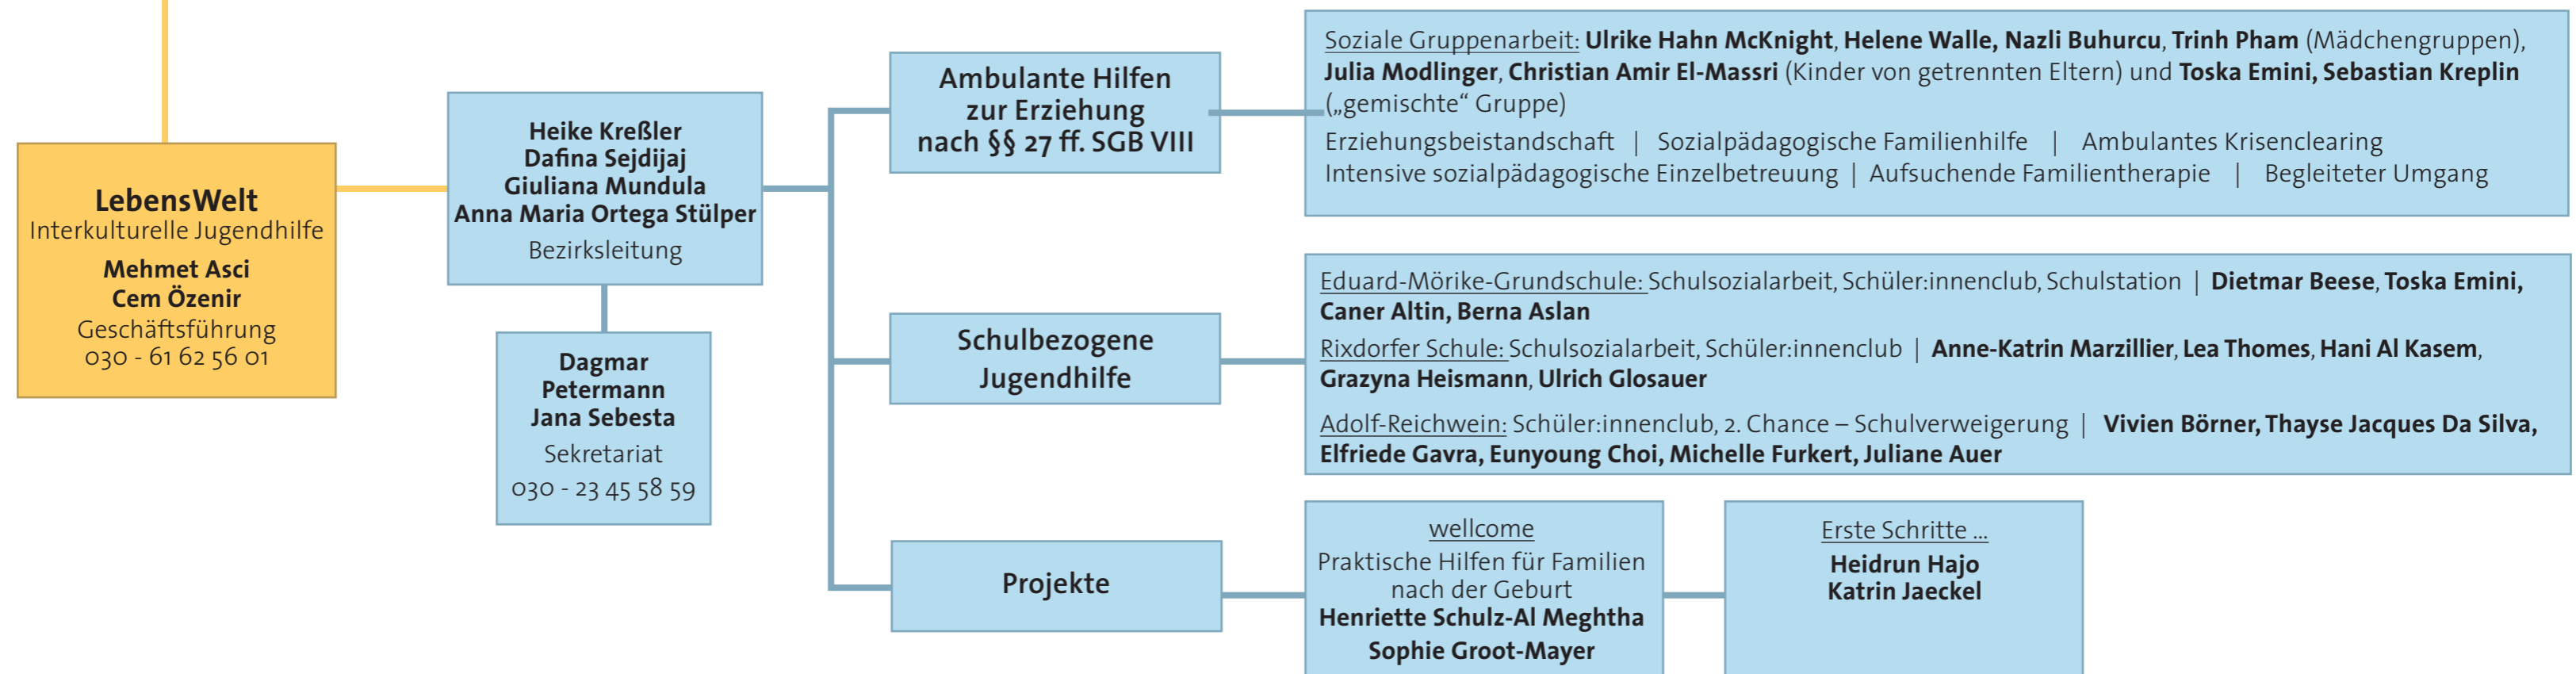 LebensWelt
Interkulturelle Jugendhilfe
Mehmet Asci
Cem Özenir
Geschäftsführung
030 - 61 62 56 01
Heike Kreßler
Dafina Sejdijaj
Giuliana Mundula
Anna Maria Ortega Stülper
Bezirksleitung
Dagmar
Petermann
Jana Sebesta
Sekretariat
030 - 23 45 58 59
Ambulante Hilfen
zur Erziehung
nach §§ 27 ff. SGB VIII
Soziale Gruppenarbeit: Ulrike Hahn McKnight, Helene Walle, Nazli Buhurcu, Trinh Pham (Mädchengruppen),
Julia Modlinger, Christian Amir El-Massri (Kinder von getrennten Eltern) und Toska Emini, Sebastian Kreplin
(„gemischte“ Gruppe)
Erziehungsbeistandschaft | Sozialpädagogische Familienhilfe | Ambulantes Krisenclearing
Intensive sozialpädagogische Einzelbetreuung | Aufsuchende Familientherapie | Begleiteter Umgang
Schulbezogene
Jugendhilfe
Eduard-Mörike-Grundschule: Schulsozialarbeit, Schüler:innenclub, Schulstation | Dietmar Beese, Toska Emini,
Caner Altin, Berna Aslan
Rixdorfer Schule: Schulsozialarbeit, Schüler:innenclub | Anne-Katrin Marzillier, Lea Thomes, Hani Al Kasem,
Grazyna Heismann, Ulrich Glosauer
Adolf-Reichwein: Schüler:innenclub, 2. Chance – Schulverweigerung | Vivien Börner, Thayse Jacques Da Silva,
Elfriede Gavra, Eunyoung Choi, Michelle Furkert, Juliane Auer
Projekte
wellcome
Praktische Hilfen für Familien
nach der Geburt
Henriette Schulz-Al Meghtha
Sophie Groot-Mayer
Erste Schritte ...
Heidrun Hajo
Katrin Jaeckel